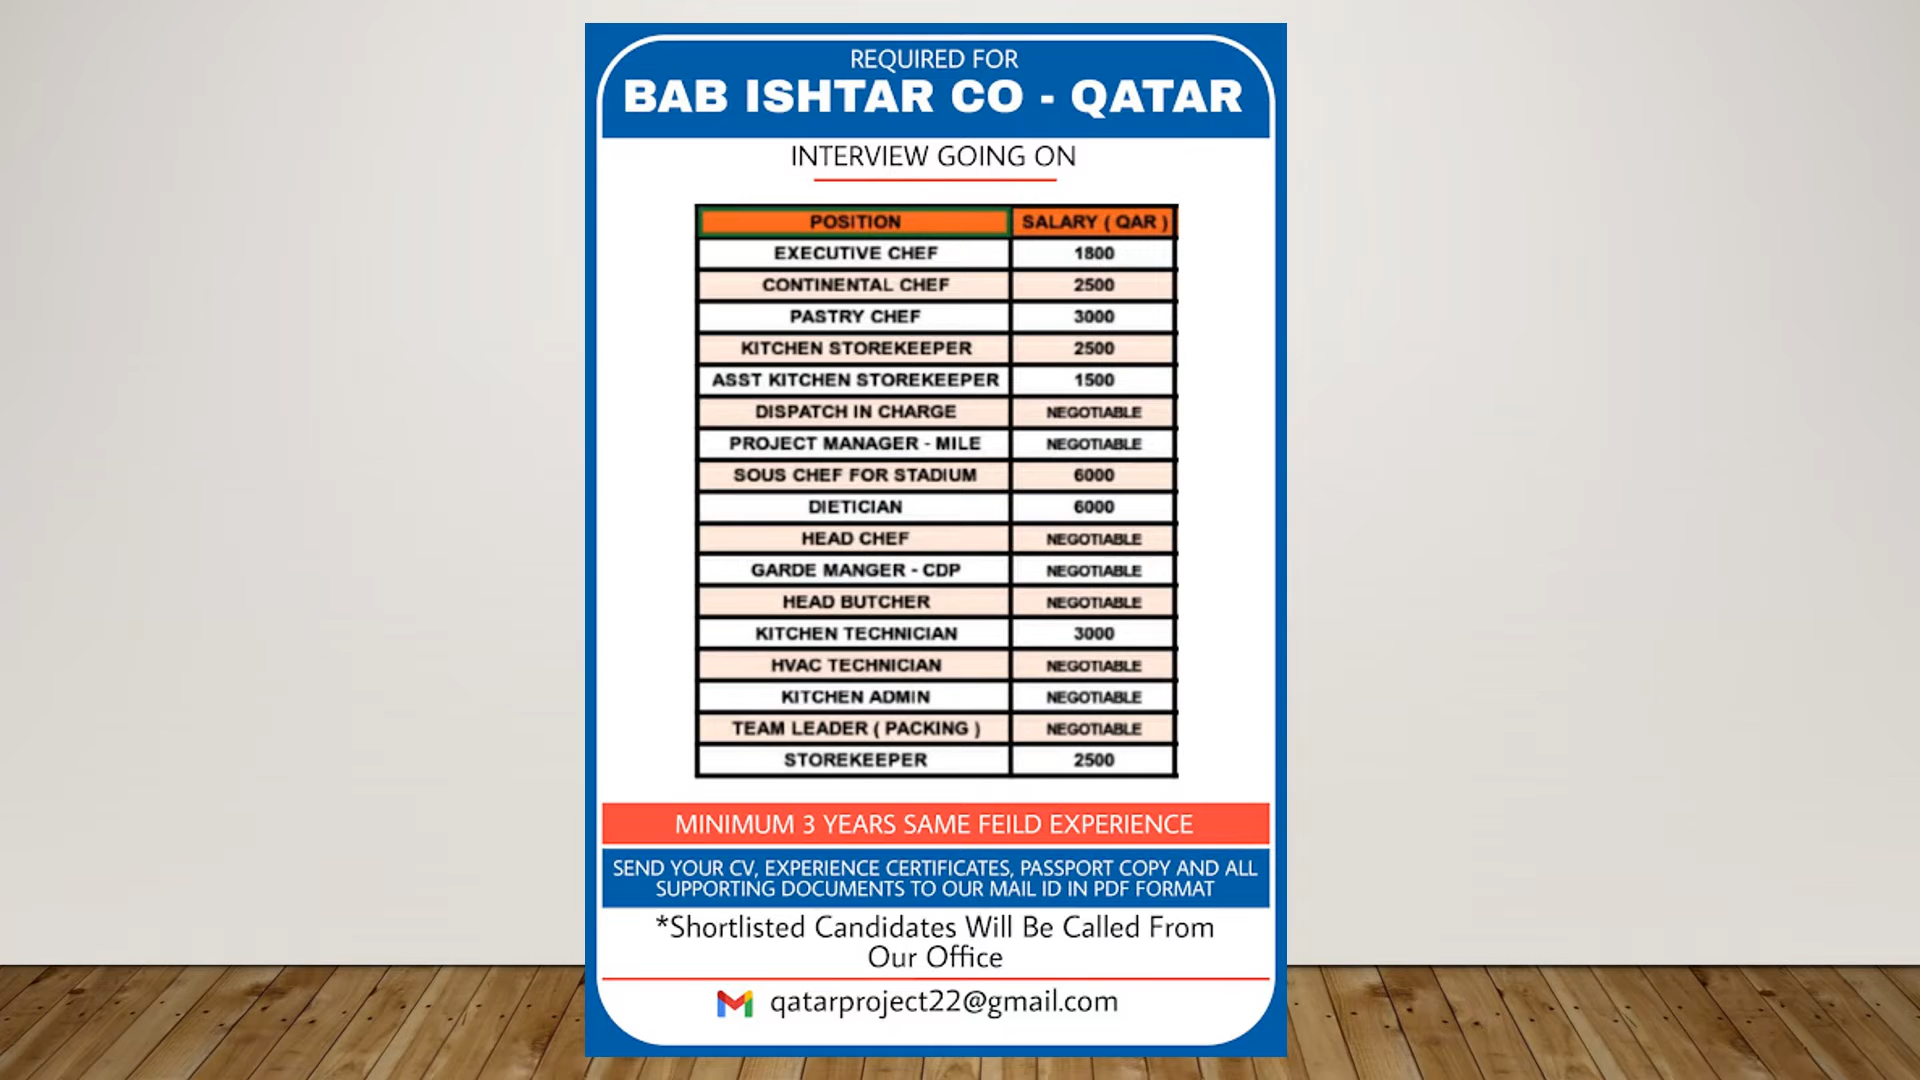 REQUIRED FOR
BAB ISHTAR CO - QATAR
INTERVIEW GOING ON
POSITION SALARY ( QAR )
EXECUTIVE CHEF 1800
CONTINENTAL CHEF 2500
PASTRY CHEF 3000
KITCHEN STOREKEEPER 2500
ASST KITCHEN STOREKEEPER 1500
DISPATCH IN CHARGE NEGOTIABLE
PROJECT MANAGER - MILE NEGOTIABLE
SOUS CHEF FOR STADIUM 6000
DIETICIAN 6000
HEAD CHEF NEGOTIABLE
GARDE MANGER - CDP NEGOTIABLE
HEAD BUTCHER NEGOTIABLE
KITCHEN TECHNICIAN 3000
HVAC TECHNICIAN NEGOTIABLE
KITCHEN ADMIN NEGOTIABLE
TEAM LEADER ( PACKING ) NEGOTIABLE
STOREKEEPER 2500
MINIMUM 3 YEARS SAME FEILD EXPERIENCE
SEND YOUR CV, EXPERIENCE CERTIFICATES, PASSPORT COPY AND ALL
SUPPORTING DOCUMENTS TO OUR MAIL ID IN PDF FORMAT
*Shortlisted Candidates Will Be Called From
Our Office
qatarproject22@gmail.com